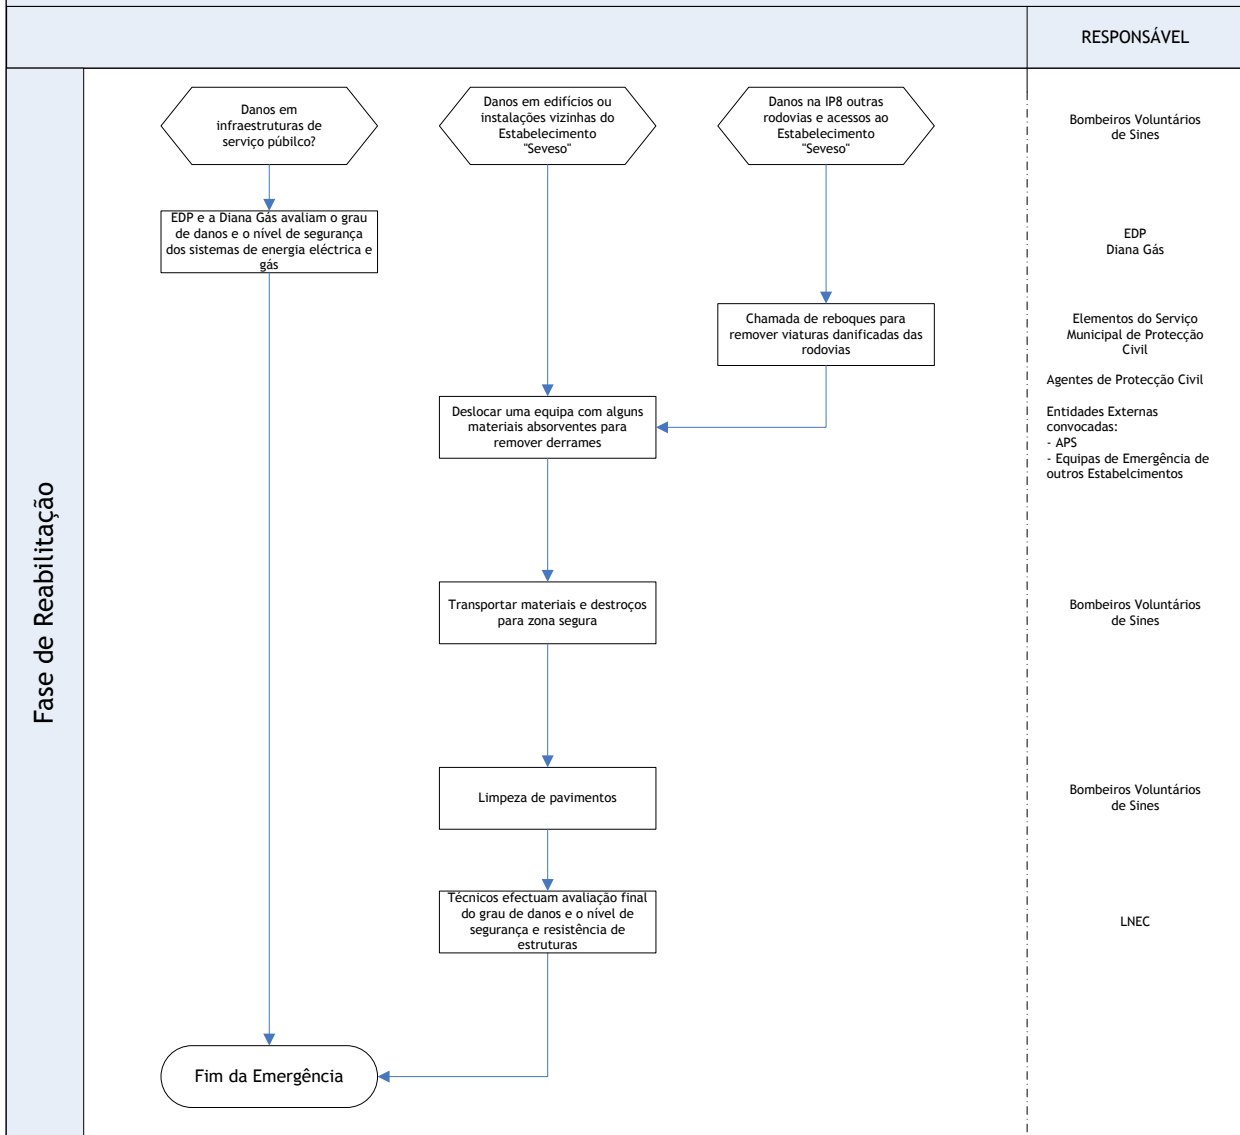 RESPONSÁVEL
Fase de Reabilitação
Danos em
infraestruturas de
serviço púbilco?
Danos em edifícios ou
instalações vizinhas do
Estabelecimento
"Seveso"
Danos na IP8 outras
rodovias e acessos ao
Estabelecimento
"Seveso"
Bombeiros Voluntários
de Sines
EDP e a Diana Gás avaliam o grau
de danos e o nível de segurança
dos sistemas de energia eléctrica e
gás
EDP
Diana Gás
Chamada de reboques para
remover viaturas danificadas das
rodovias
Elementos do Serviço
Municipal de Protecção
Civil
Agentes de Protecção Civil
Deslocar uma equipa com alguns
materiais absorventes para
remover derrames
Entidades Externas
convocadas:
- APS
- Equipas de Emergência de
outros Estabelcimentos
Transportar materiais e destroços
para zona segura
Bombeiros Voluntários
de Sines
Limpeza de pavimentos
Bombeiros Voluntários
de Sines
Técnicos efectuam avaliação final
do grau de danos e o nível de
segurança e resistência de
estruturas
LNEC
Fim da Emergência